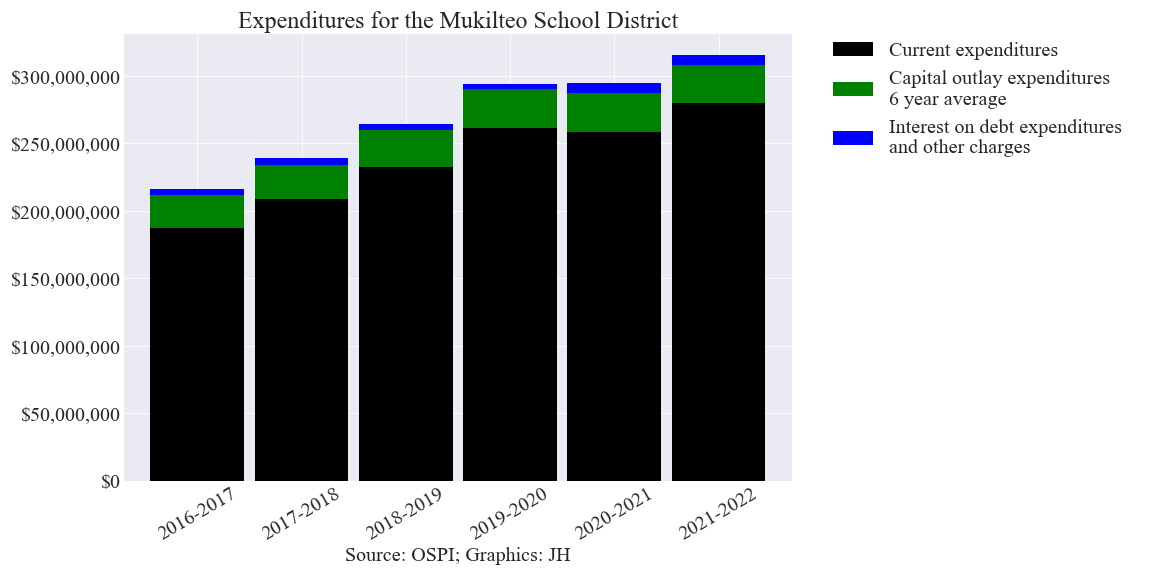 Expenditures for the Mukilteo School District
$300,000,000
$250,000,000
$200,000,000
$150,000,000
$100,000,000
$50,000,000
$0
2016-2017
2017-2018
2018-2019
2019-2020
2020-2021
2021-2022
Source: OSPI; Graphics: JH
Current expenditures
Capital outlay expenditures
6 year average
Interest on debt expenditures
and other charges